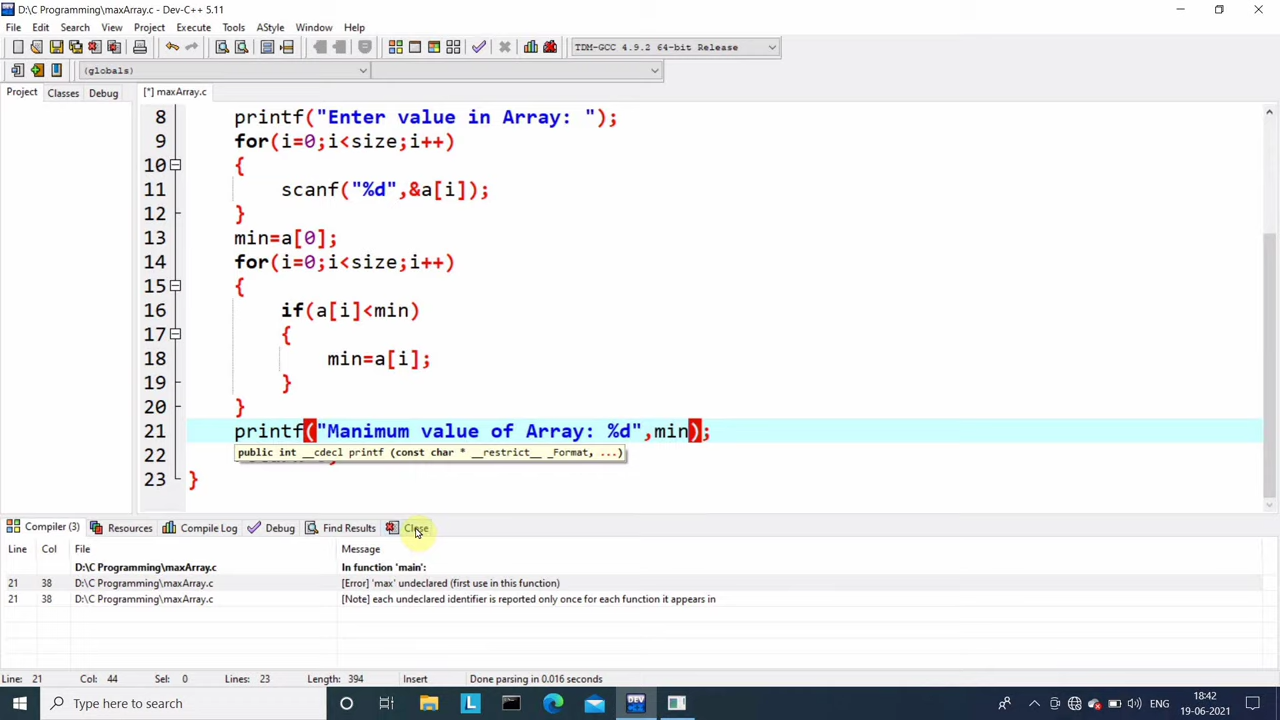 D:\C Programming\maxArray.c - Dev-C++ 5.11
File Edit Search View Project Execute Tools AStyle Window Help
TDM-GCC 4.9.2 64-bit Release
(globals)
Project Classes Debug [*] maxArray.c
8 printf("Enter value in Array: ");
9 for(i=0;i<size;i++)
10 {
11 scanf("%d",&a[i]);
12 }
13 min=a[0];
14 for(i=0;i<size;i++)
15 {
16 if(a[i]<min)
17 {
18 min=a[i];
19 }
20 }
21 printf("Manimum value of Array: %d",min);
public int __cdecl printf (const char * __restrict__ _Format, ...)
22
23 }
Compiler (3) Resources Compile Log Debug Find Results Close
Line Col File Message
D:\C Programming\maxArray.c In function 'main':
21 38 D:\C Programming\maxArray.c [Error] 'max' undeclared (first use in this function)
21 38 D:\C Programming\maxArray.c [Note] each undeclared identifier is reported only once for each function it appears in
Line: 21 Col: 44 Sel: 0 Lines: 23 Length: 394 Insert Done parsing in 0.016 seconds
Type here to search
ENG
18:42
19-06-2021